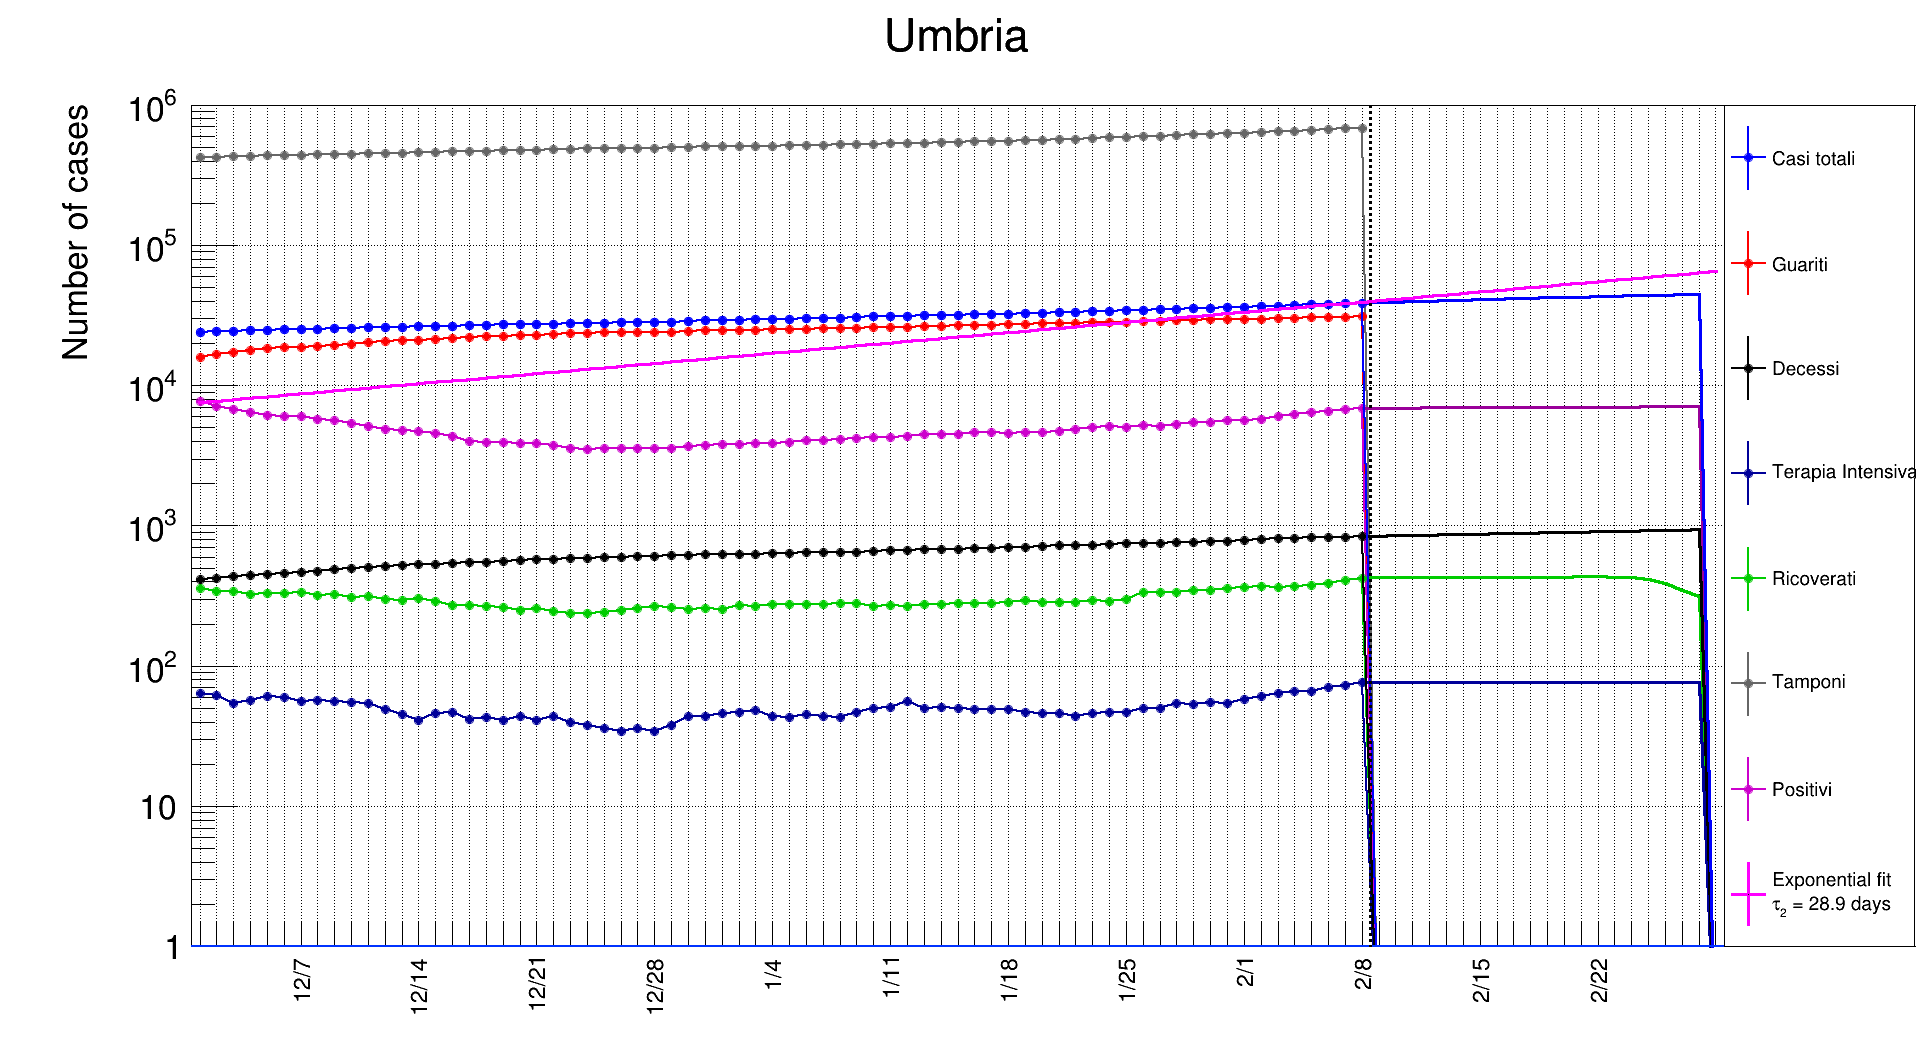 Umbria
Number of cases
10^6
10^5
10^4
10^3
10^2
10
1
12/7
12/14
12/21
12/28
1/4
1/11
1/18
1/25
2/1
2/8
2/15
2/22
Casi totali
Guariti
Decessi
Terapia Intensiva
Ricoverati
Tamponi
Positivi
Exponential fit
τ_2 = 28.9 days